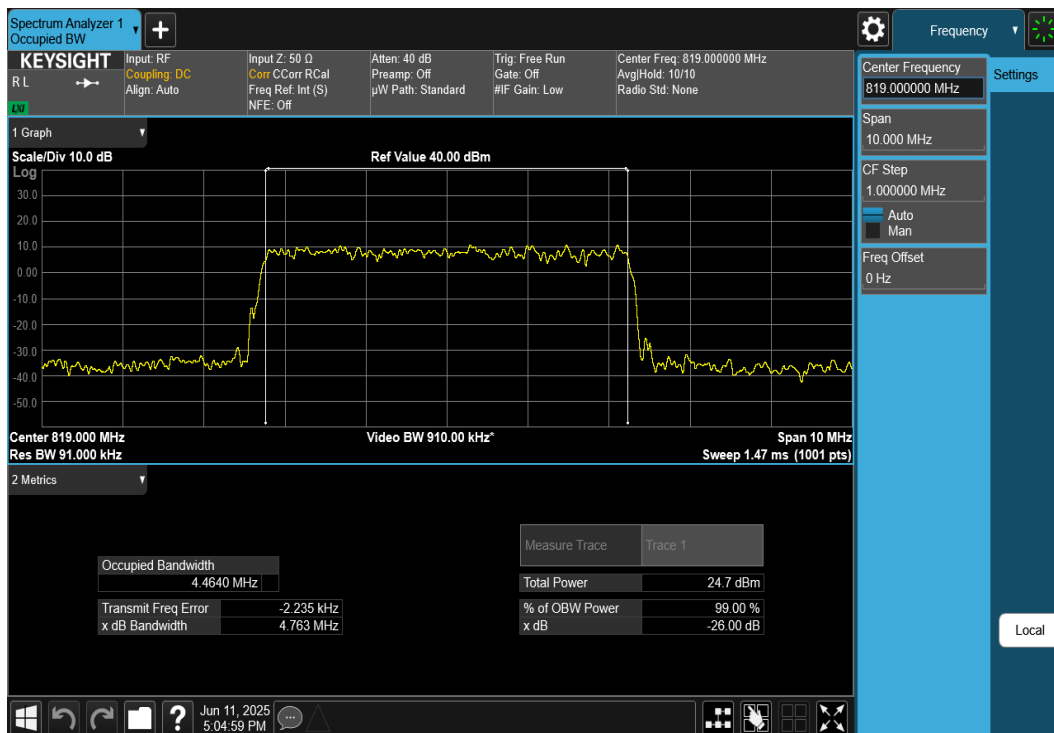 Spectrum Analyzer 1
Occupied BW
Frequency
KEYSIGHT
R L
LXI
Input: RF
Coupling: DC
Align: Auto
Input Z: 50 Ω
Corr CCorr RCal
Freq Ref: Int (S)
NFE: Off
Atten: 40 dB
Preamp: Off
µW Path: Standard
Trig: Free Run
Gate: Off
#IF Gain: Low
Center Freq: 819.000000 MHz
Avg|Hold: 10/10
Radio Std: None
Center Frequency
819.000000 MHz
Settings
Span
10.000 MHz
CF Step
1.000000 MHz
Auto
Man
Freq Offset
0 Hz
Local
1 Graph
Scale/Div 10.0 dB
Ref Value 40.00 dBm
Log
30.0
20.0
10.0
0.00
-10.0
-20.0
-30.0
-40.0
-50.0
Center 819.000 MHz
Video BW 910.00 kHz*
Span 10 MHz
Res BW 91.000 kHz
Sweep 1.47 ms (1001 pts)
2 Metrics
Measure Trace
Trace 1
Occupied Bandwidth
4.4640 MHz
Total Power
24.7 dBm
Transmit Freq Error
-2.235 kHz
% of OBW Power
99.00 %
x dB Bandwidth
4.763 MHz
x dB
-26.00 dB
?
Jun 11, 2025
5:04:59 PM